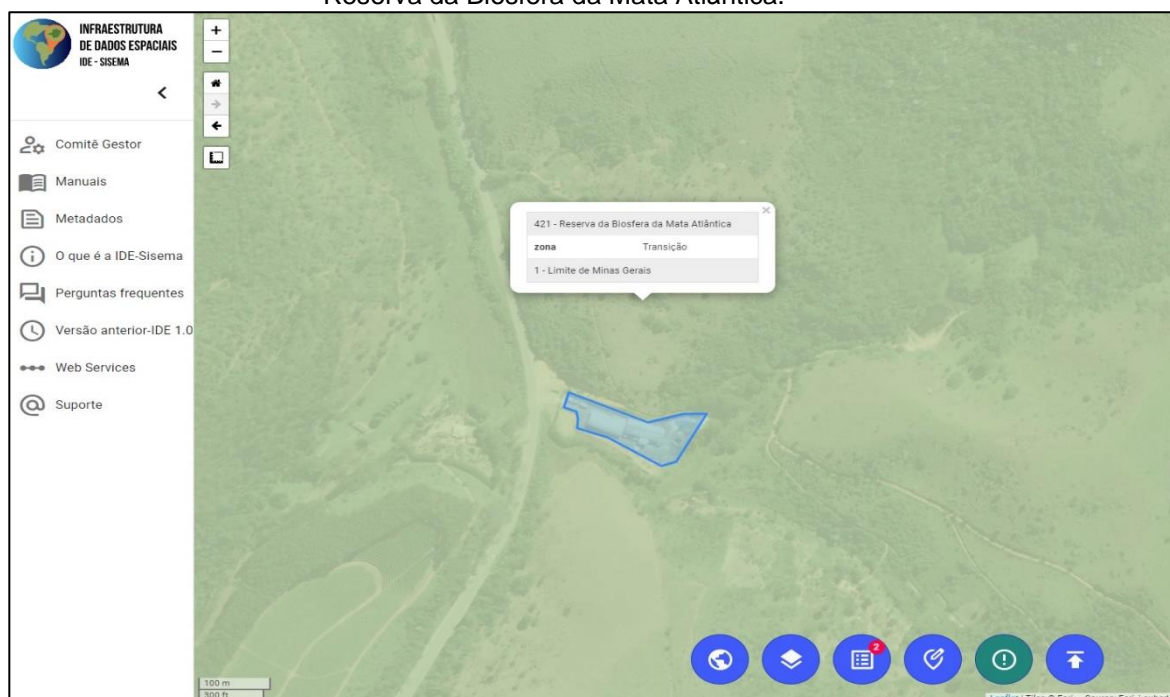 Reserva da Biosfera da Mata Atlântica.
INFRAESTRUTURA
DE DADOS ESPACIAIS
IDE - SISEMA
Comitê Gestor
Manuais
Metadados
O que é a IDE-Sisema
Perguntas frequentes
Versão anterior-IDE 1.0
Web Services
Suporte
+
−
421 - Reserva da Biosfera da Mata Atlântica
zona Transição
1 - Limite de Minas Gerais
×
2
100 m
300 ft